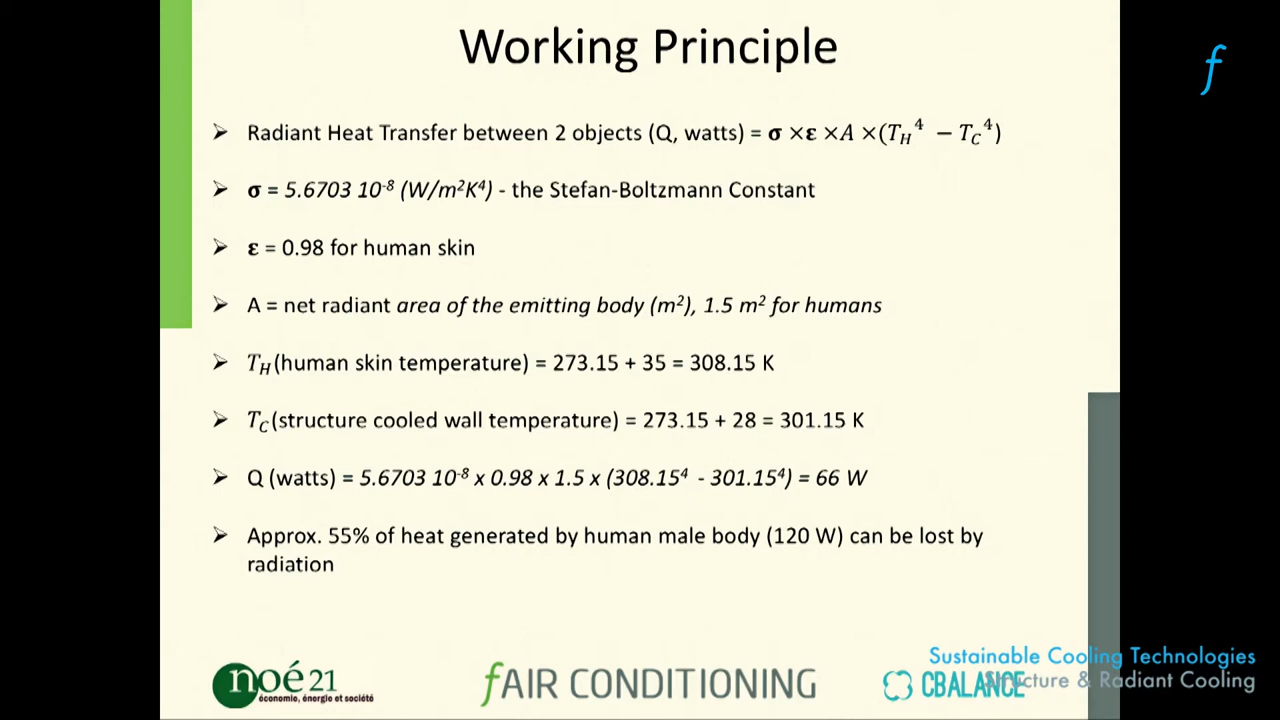 Working Principle
f
➢ Radiant Heat Transfer between 2 objects (Q, watts) = σ ×ε ×A ×(T_H⁴ − T_C⁴)
➢ σ = 5.6703 10⁻⁸ (W/m²K⁴) - the Stefan-Boltzmann Constant
➢ ε = 0.98 for human skin
➢ A = net radiant area of the emitting body (m²), 1.5 m² for humans
➢ T_H(human skin temperature) = 273.15 + 35 = 308.15 K
➢ T_C(structure cooled wall temperature) = 273.15 + 28 = 301.15 K
➢ Q (watts) = 5.6703 10⁻⁸ x 0.98 x 1.5 x (308.15⁴ - 301.15⁴) = 66 W
➢ Approx. 55% of heat generated by human male body (120 W) can be lost by
radiation
noé 21
économie, énergie et société
fAIR CONDITIONING
CBALANCE
Sustainable Cooling Technologies
Structure & Radiant Cooling